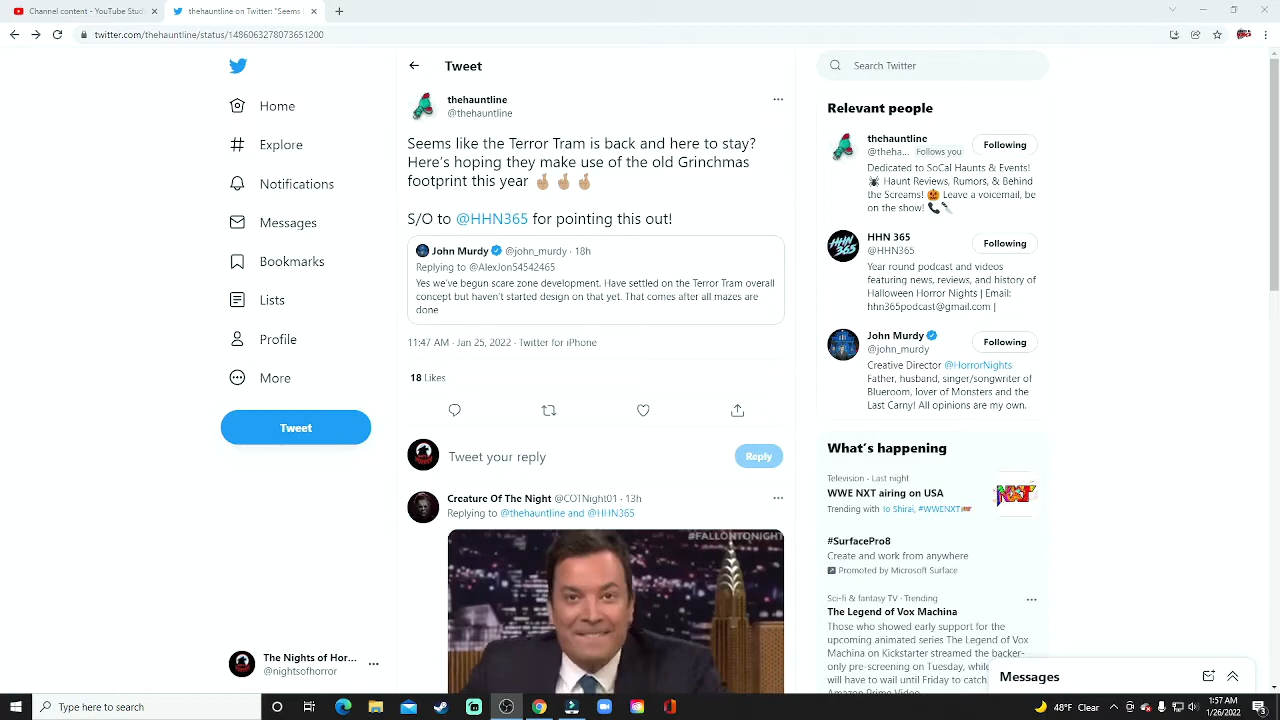 Channel content - YouTube Stud
thehauntline on Twitter: "Seems
twitter.com/thehauntline/status/1486063278073651200
Home
Explore
Notifications
Messages
Bookmarks
Lists
Profile
More
Tweet
The Nights of Hor...
@nightsofhorror
Tweet
thehauntline
@thehauntline
Seems like the Terror Tram is back and here to stay?
Here's hoping they make use of the old Grinchmas
footprint this year 🤞🏼 🤞🏼 🤞🏼
S/O to @HHN365 for pointing this out!
John Murdy @john_murdy · 18h
Replying to @AlexJon54542465
Yes we've begun scare zone development. Have settled on the Terror Tram overall
concept but haven't started design on that yet. That comes after all mazes are
done
11:47 AM · Jan 25, 2022 · Twitter for iPhone
18 Likes
Tweet your reply
Reply
Creature Of The Night @COTNight01 · 13h
Replying to @thehauntline and @HHN365
#FALLONTONIGHT
Search Twitter
Relevant people
thehauntline
@theha... Follows you
Following
Dedicated to SoCal Haunts & Events!
🕷 Haunt Reviews, Rumors, & Behind
the Screams! 🎃 Leave a voicemail, be
on the show! 📞🔪
HHN 365
@HHN365
Following
Year round podcast and videos
featuring news, reviews, and history of
Halloween Horror Nights | Email:
hhn365podcast@gmail.com |
John Murdy
@john_murdy
Following
Creative Director @HorrorNights
Father, husband, singer/songwriter of
Blueroom, lover of Monsters and the
Last Carny! All opinions are my own.
What's happening
Television · Last night
WWE NXT airing on USA
Trending with Io Shirai, #WWENXT
#SurfacePro8
Create and work from anywhere
Promoted by Microsoft Surface
Sci-fi & fantasy TV · Trending
The Legend of Vox Machina
Those who showed early support for the
upcoming animated series The Legend of Vox
Machina on Kickstarter streamed the backer-
only pre-screening on Tuesday, while
will have to wait until Friday to catch
Amazon Prime Video
Messages
Type here to search
48°F Clear
1:57 AM
1/26/2022